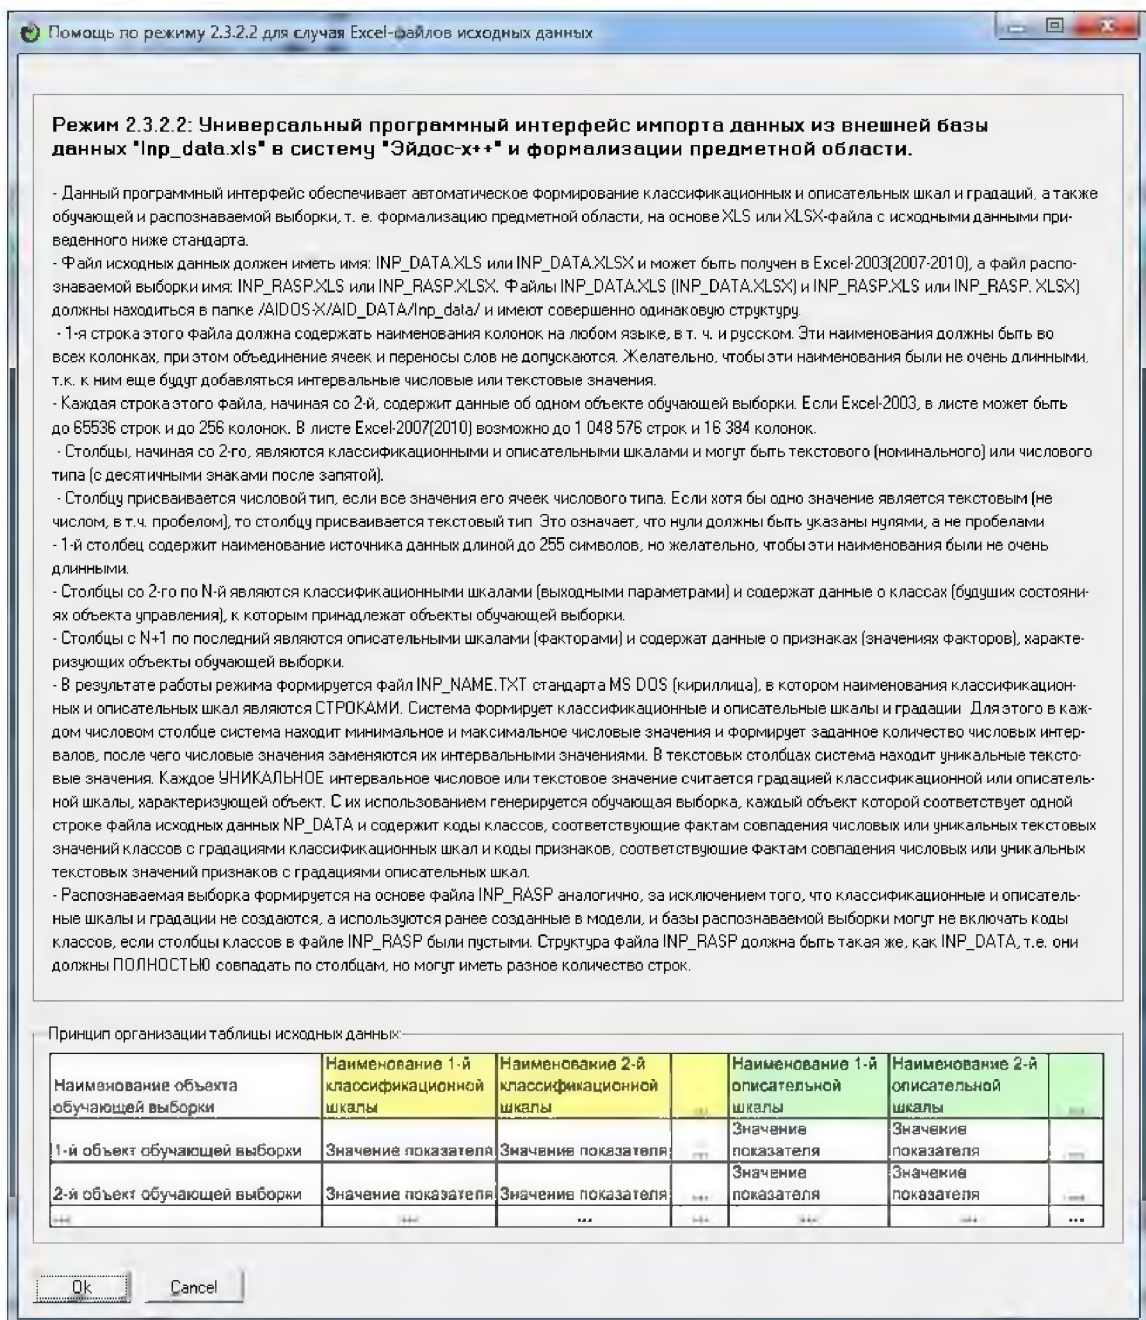 Помощь по режиму 2.3.2.2 для случая Excel-файлов исходных данных
Режим 2.3.2.2: Универсальный программный интерфейс импорта данных из внешней базы
данных "Inp_data.xls" в систему "Эйдос-х++" и формализации предметной области.
- Данный программный интерфейс обеспечивает автоматическое формирование классификационных и описательных шкал и градаций, а также
обучающей и распознаваемой выборки, т. е. формализацию предметной области, на основе XLS или XLSX-файла с исходными данными при-
веденного ниже стандарта.
- Файл исходных данных должен иметь имя: INP_DATA.XLS или INP_DATA.XLSX и может быть получен в Excel-2003(2007-2010), а файл распо-
знаваемой выборки имя: INP_RASP.XLS или INP_RASP.XLSX. Файлы INP_DATA.XLS (INP_DATA.XLSX) и INP_RASP.XLS или INP_RASP. XLSX)
должны находиться в папке /AIDOS-X/AID_DATA/Inp_data/ и имеют совершенно одинаковую структуру.
- 1-я строка этого файла должна содержать наименования колонок на любом языке, в т. ч. и русском. Эти наименования должны быть во
всех колонках, при этом объединение ячеек и переносы слов не допускаются. Желательно, чтобы эти наименования были не очень длинными,
т.к. к ним еще будут добавляться интервальные числовые или текстовые значения.
- Каждая строка этого файла, начиная со 2-й, содержит данные об одном объекте обучающей выборки. Если Excel-2003, в листе может быть
до 65536 строк и до 256 колонок. В листе Excel-2007(2010) возможно до 1 048 576 строк и 16 384 колонок.
- Столбцы, начиная со 2-го, являются классификационными и описательными шкалами и могут быть текстового (номинального) или числового
типа (с десятичными знаками после запятой).
- Столбцу присваивается числовой тип, если все значения его ячеек числового типа. Если хотя бы одно значение является текстовым (не
числом, в т.ч. пробелом), то столбцу присваивается текстовый тип Это означает, что нули должны быть указаны нулями, а не пробелами
- 1-й столбец содержит наименование источника данных длиной до 255 символов, но желательно, чтобы эти наименования были не очень
длинными.
- Столбцы со 2-го по N-й являются классификационными шкалами (выходными параметрами) и содержат данные о классах (будуших состояни-
ях объекта управления), к которым принадлежат объекты обучающей выборки.
- Столбцы с N+1 по последний являются описательными шкалами (факторами) и содержат данные о признаках (значениях факторов), характе-
ризующих объекты обучающей выборки.
- В результате работы режима формируется файл INP_NAME.TXT стандарта MS DOS (кириллица), в котором наименования классификацион-
ных и описательных шкал являются СТРОКАМИ. Система формирует классификационные и описательные шкалы и градации Для этого в каж-
дом числовом столбце система находит минимальное и максимальное числовые значения и формирует заданное количество числовых интер-
валов, после чего числовые значения заменяются их интервальными значениями. В текстовых столбцах система находит уникальные тексто-
вые значения. Каждое УНИКАЛЬНОЕ интервальное числовое или текстовое значение считается градацией классификационной или описатель-
ной шкалы, характеризующей объект. С их использованием генерируется обучающая выборка, каждый объект которой соответствует одной
строке файла исходных данных NP_DATA и содержит коды классов, соответствующие фактам совпадения числовых или уникальных текстовых
значений классов с градациями классификационных шкал и коды признаков, соответствующие фактам совпадения числовых или уникальных
текстовых значений признаков с градациями описательных шкал.
- Распознаваемая выборка формируется на основе файла INP_RASP аналогично, за исключением того, что классификационные и описатель-
ные шкалы и градации не создаются, а используются ранее созданные в модели, и базы распознаваемой выборки могут не включать коды
классов, если столбцы классов в файле INP_RASP были пустыми. Структура файла INP_RASP должна быть такая же, как INP_DATA, т.е. они
должны ПОЛНОСТЬЮ совпадать по столбцам, но могут иметь разное количество строк.
Принцип организации таблицы исходных данных:
Наименование объекта
обучающей выборки
Наименование 1-й
классификационной
шкалы
Наименование 2-й
классификационной
шкалы
...
Наименование 1-й
описательной
шкалы
Наименование 2-й
описательной
шкалы
...
1-й объект обучающей выборки
Значение показателя
Значение показателя
...
Значение
показателя
Значение
показателя
...
2-й объект обучающей выборки
Значение показателя
Значение показателя
...
Значение
показателя
Значение
показателя
...
... ... ... ... ... ... ...
Ok
Cancel